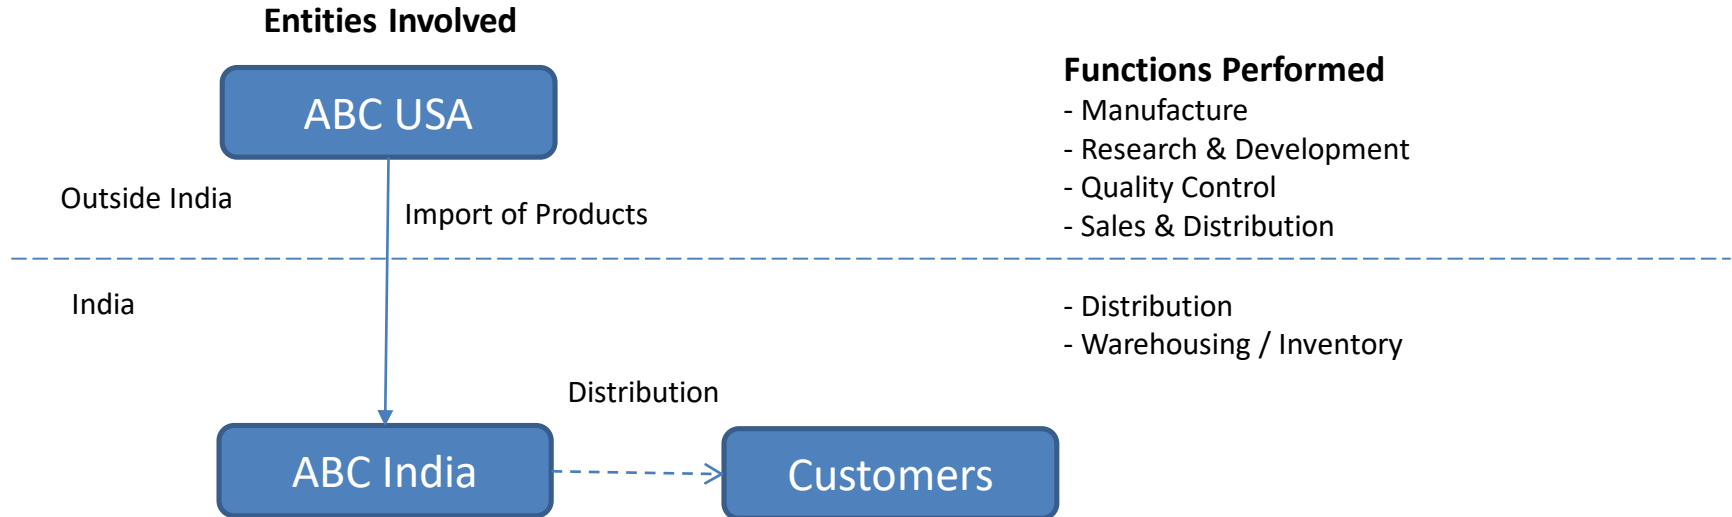 Entities Involved
ABC USA
Functions Performed
- Manufacture
- Research & Development
- Quality Control
- Sales & Distribution
Outside India
Import of Products
India
- Distribution
- Warehousing / Inventory
Distribution
ABC India
Customers